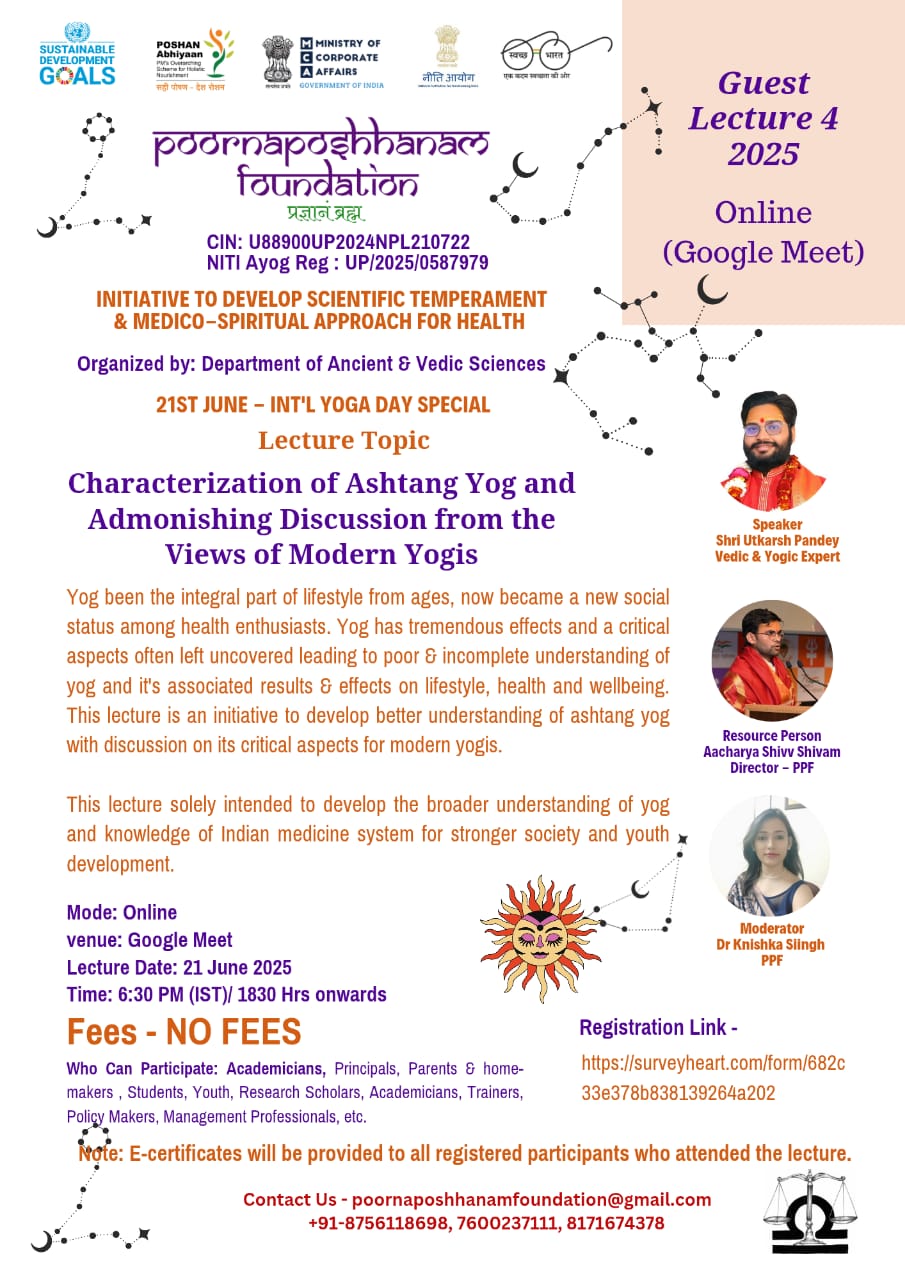 SUSTAINABLE
DEVELOPMENT
GOALS
POSHAN
Abhiyaan
PM's Overarching
Scheme for Holistic
Nourishment
सही पोषण - देश रोशन
सत्यमेव जयते
M C A
MINISTRY OF
CORPORATE
AFFAIRS
GOVERNMENT OF INDIA
नीति आयोग
स्वच्छ भारत
एक कदम स्वच्छता की ओर
Guest
Lecture 4
2025
Online
(Google Meet)
poornaposhhanam
foundation
प्रज्ञानं ब्रह्म
CIN: U88900UP2024NPL210722
NITI Ayog Reg : UP/2025/0587979
INITIATIVE TO DEVELOP SCIENTIFIC TEMPERAMENT
& MEDICO–SPIRITUAL APPROACH FOR HEALTH
Organized by: Department of Ancient & Vedic Sciences
21ST JUNE – INT'L YOGA DAY SPECIAL
Lecture Topic
Characterization of Ashtang Yog and
Admonishing Discussion from the
Views of Modern Yogis
Speaker
Shri Utkarsh Pandey
Vedic & Yogic Expert
Yog been the integral part of lifestyle from ages, now became a new social
status among health enthusiasts. Yog has tremendous effects and a critical
aspects often left uncovered leading to poor & incomplete understanding of
yog and it's associated results & effects on lifestyle, health and wellbeing.
This lecture is an initiative to develop better understanding of ashtang yog
with discussion on its critical aspects for modern yogis.
Resource Person
Aacharya Shivv Shivam
Director – PPF
This lecture solely intended to develop the broader understanding of yog
and knowledge of Indian medicine system for stronger society and youth
development.
Moderator
Dr Knishka Siingh
PPF
Mode: Online
venue: Google Meet
Lecture Date: 21 June 2025
Time: 6:30 PM (IST)/ 1830 Hrs onwards
Fees - NO FEES
Who Can Participate: Academicians, Principals, Parents & home-
makers , Students, Youth, Research Scholars, Academicians, Trainers,
Policy Makers, Management Professionals, etc.
Registration Link -
https://surveyheart.com/form/682c
33e378b838139264a202
Note: E-certificates will be provided to all registered participants who attended the lecture.
Contact Us - poornaposhhanamfoundation@gmail.com
+91-8756118698, 7600237111, 8171674378